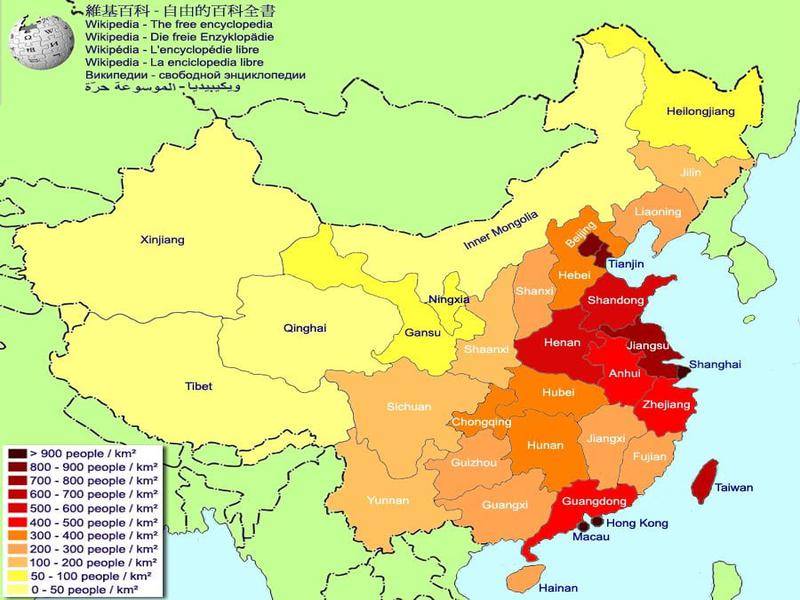 維基百科 - 自由的百科全書
Wikipedia - The free encyclopedia
Wikipedia - Die freie Enzyklopädie
Wikipédia - L'encyclopédie libre
Wikipedia - La enciclopedia libre
Википедии - свободной энциклопедии
ويكيبيديا - الموسوعة حرّة
Heilongjiang
Jilin
Liaoning
Inner Mongolia
Xinjiang
Beijing
Tianjin
Hebei
Shanxi
Shandong
Ningxia
Gansu
Qinghai
Shaanxi
Henan
Jiangsu
Shanghai
Anhui
Tibet
Sichuan
Hubei
Zhejiang
Chongqing
Hunan
Jiangxi
Fujian
Guizhou
Yunnan
Guangxi
Guangdong
Taiwan
Hong Kong
Macau
Hainan
> 900 people / km²
800 - 900 people / km²
700 - 800 people / km²
600 - 700 people / km²
500 - 600 people / km²
400 - 500 people / km²
300 - 400 people / km²
200 - 300 people / km²
100 - 200 people / km²
50 - 100 people / km²
0 - 50 people / km²